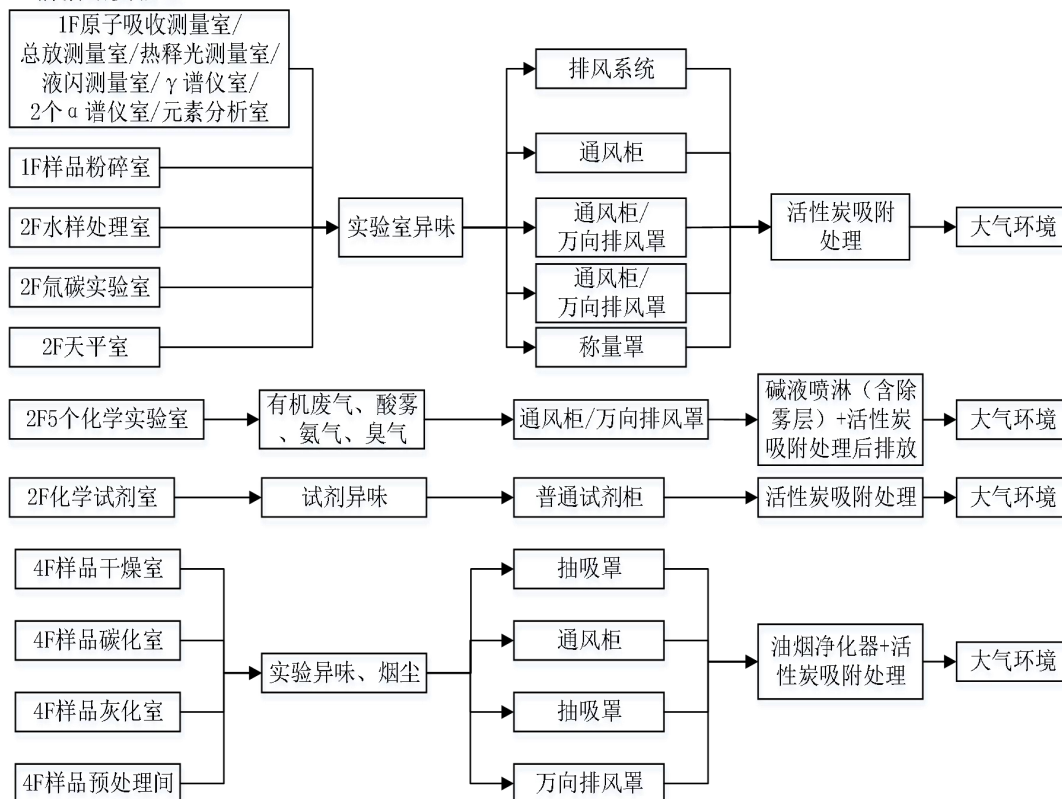 1F原子吸收测量室/
总放测量室/热释光测量室/
液闪测量室/γ谱仪室/
2个α谱仪室/元素分析室
1F样品粉碎室
2F水样处理室
2F氚碳实验室
2F天平室
实验室异味
排风系统
通风柜
通风柜/
万向排风罩
通风柜/
万向排风罩
称量罩
活性炭吸附
处理
大气环境
2F5个化学实验室
有机废气、酸雾
、氨气、臭气
通风柜/万向排风罩
碱液喷淋（含除
雾层）+活性炭
吸附处理后排放
大气环境
2F化学试剂室
试剂异味
普通试剂柜
活性炭吸附处理
大气环境
4F样品干燥室
4F样品碳化室
4F样品灰化室
4F样品预处理间
实验异味、烟尘
抽吸罩
通风柜
抽吸罩
万向排风罩
油烟净化器+活
性炭吸附处理
大气环境